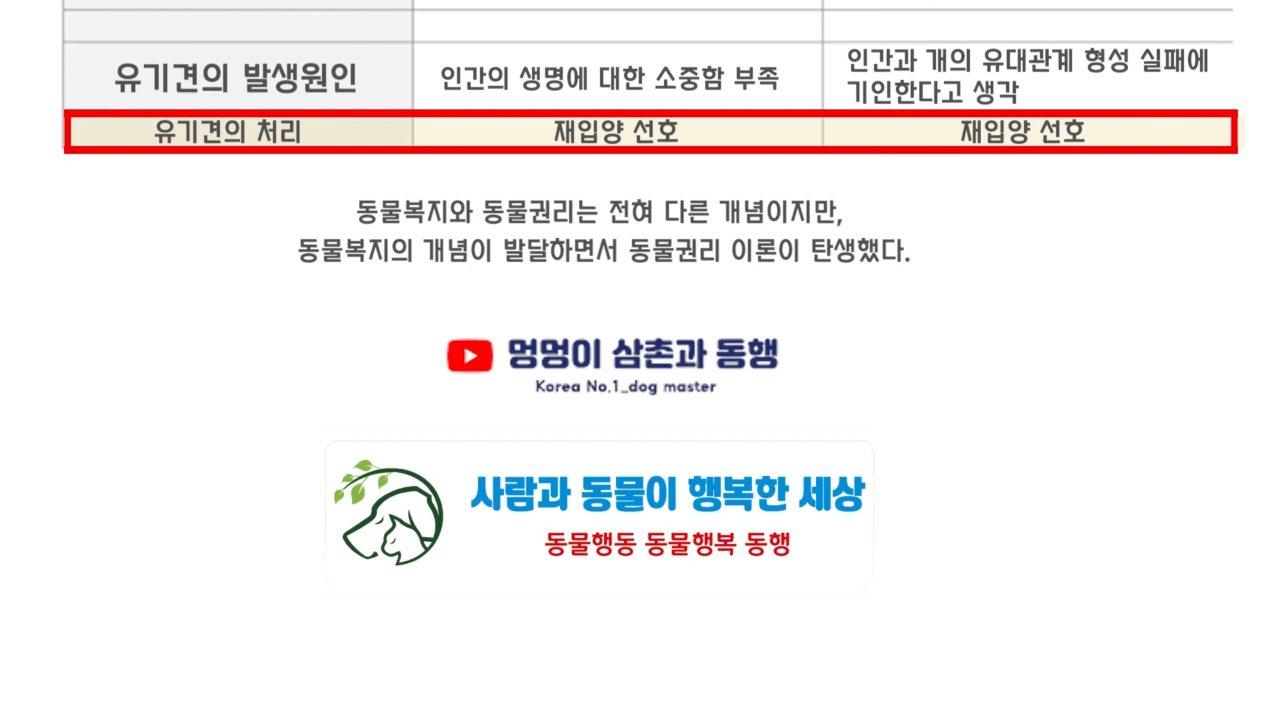 유기견의 발생원인
인간의 생명에 대한 소중함 부족
인간과 개의 유대관계 형성 실패에
기인한다고 생각
유기견의 처리
재입양 선호
재입양 선호
동물복지와 동물권리는 전혀 다른 개념이지만,
동물복지의 개념이 발달하면서 동물권리 이론이 탄생했다.
멍멍이 삼촌과 동행
Korea No.1_dog master
사람과 동물이 행복한 세상
동물행동 동물행복 동행